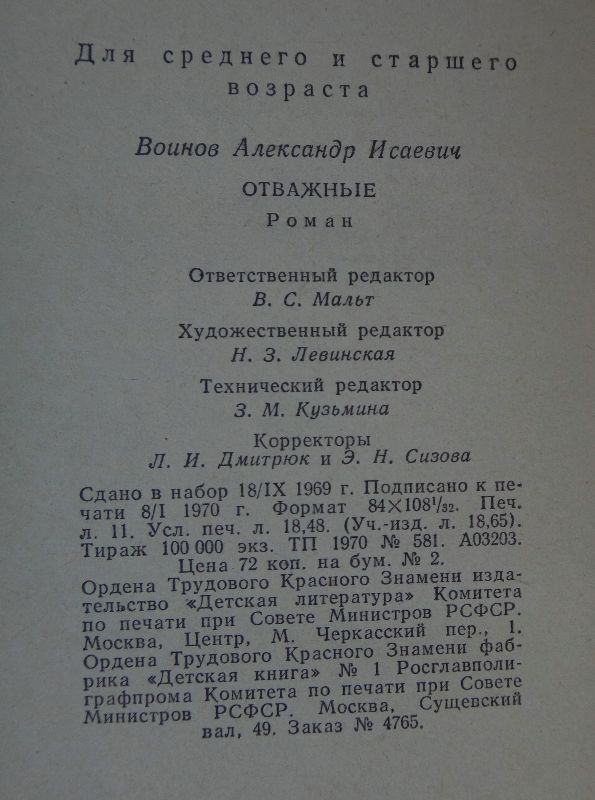 Для среднего и старшего
возраста
Воинов Александр Исаевич
ОТВАЖНЫЕ
Роман
Ответственный редактор
В. С. Мальт
Художественный редактор
Н. З. Левинская
Технический редактор
З. М. Кузьмина
Корректоры
Л. И. Дмитрюк и Э. Н. Сизова
Сдано в набор 18/IX 1969 г. Подписано к пе-
чати 8/I 1970 г. Формат 84×108¹/₃₂. Печ.
л. 11. Усл. печ. л. 18,48. (Уч.-изд. л. 18,65).
Тираж 100 000 экз. ТП 1970 № 581. А03203.
Цена 72 коп. на бум. № 2.
Ордена Трудового Красного Знамени изда-
тельство «Детская литература» Комитета
по печати при Совете Министров РСФСР.
Москва, Центр, М. Черкасский пер., 1.
Ордена Трудового Красного Знамени фаб-
рика «Детская книга» № 1 Росглавполи-
графпрома Комитета по печати при Совете
Министров РСФСР. Москва, Сущевский
вал, 49. Заказ № 4765.